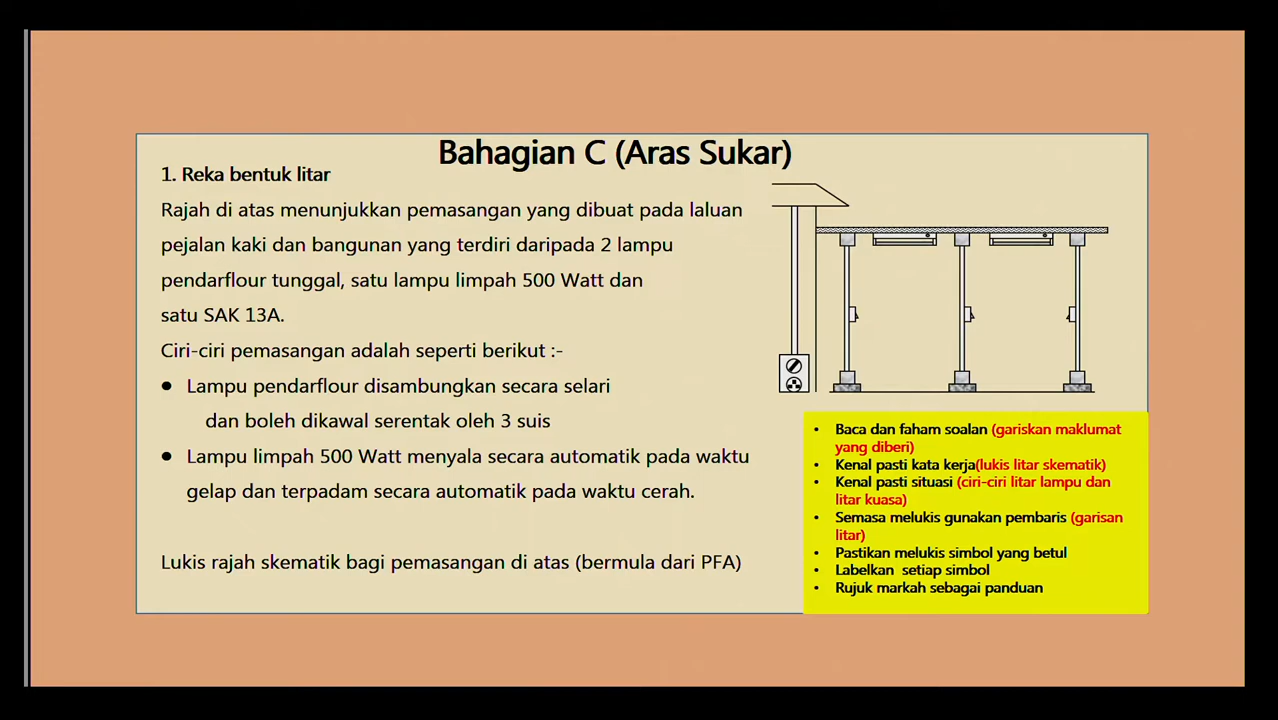 Bahagian C (Aras Sukar)
1. Reka bentuk litar
Rajah di atas menunjukkan pemasangan yang dibuat pada laluan
pejalan kaki dan bangunan yang terdiri daripada 2 lampu
pendarflour tunggal, satu lampu limpah 500 Watt dan
satu SAK 13A.
Ciri-ciri pemasangan adalah seperti berikut :-
• Lampu pendarflour disambungkan secara selari
dan boleh dikawal serentak oleh 3 suis
• Lampu limpah 500 Watt menyala secara automatik pada waktu
gelap dan terpadam secara automatik pada waktu cerah.
Lukis rajah skematik bagi pemasangan di atas (bermula dari PFA)
• Baca dan faham soalan (gariskan maklumat
yang diberi)
• Kenal pasti kata kerja(lukis litar skematik)
• Kenal pasti situasi (ciri-ciri litar lampu dan
litar kuasa)
• Semasa melukis gunakan pembaris (garisan
litar)
• Pastikan melukis simbol yang betul
• Labelkan setiap simbol
• Rujuk markah sebagai panduan